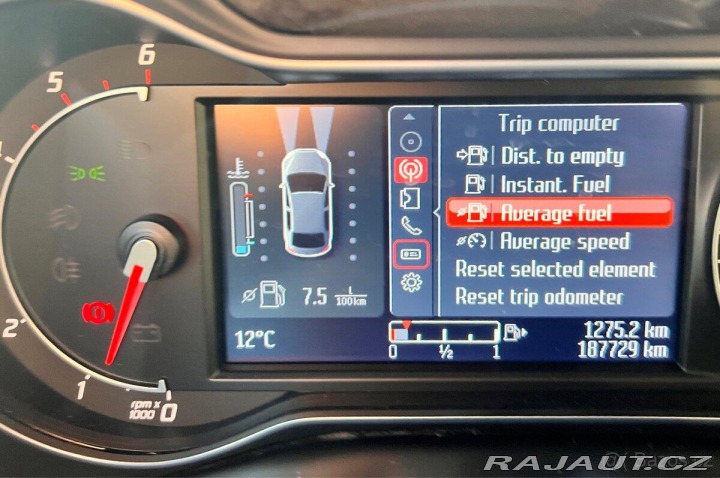 6
5
4
2
1
0
rpm x
1000
7.5 l
100km
12°C
Trip computer
Dist. to empty
Instant. Fuel
Average fuel
Average speed
Reset selected element
Reset trip odometer
0 ½ 1
1275.2 km
187729 km
RAJAUT.CZ